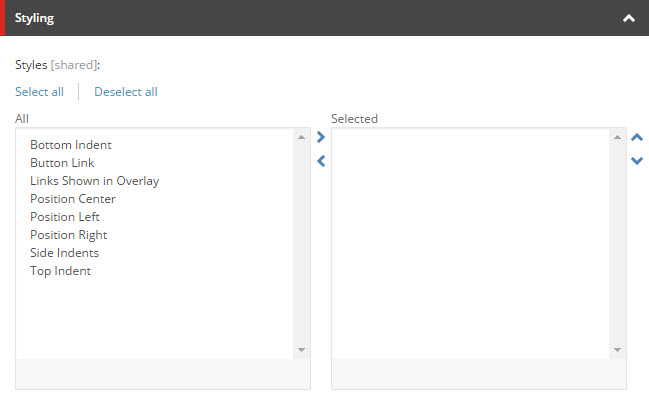 Styling
Styles [shared]:
Select all
Deselect all
All
Selected
Bottom Indent
Button Link
Links Shown in Overlay
Position Center
Position Left
Position Right
Side Indents
Top Indent